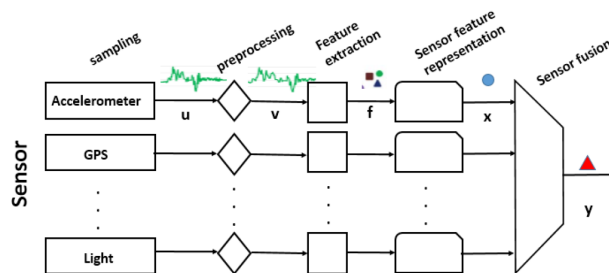 sampling
preprocessing
Feature
extraction
Sensor feature
representation
Sensor fusion
Sensor
Accelerometer
u
v
f
x
GPS
y
Light